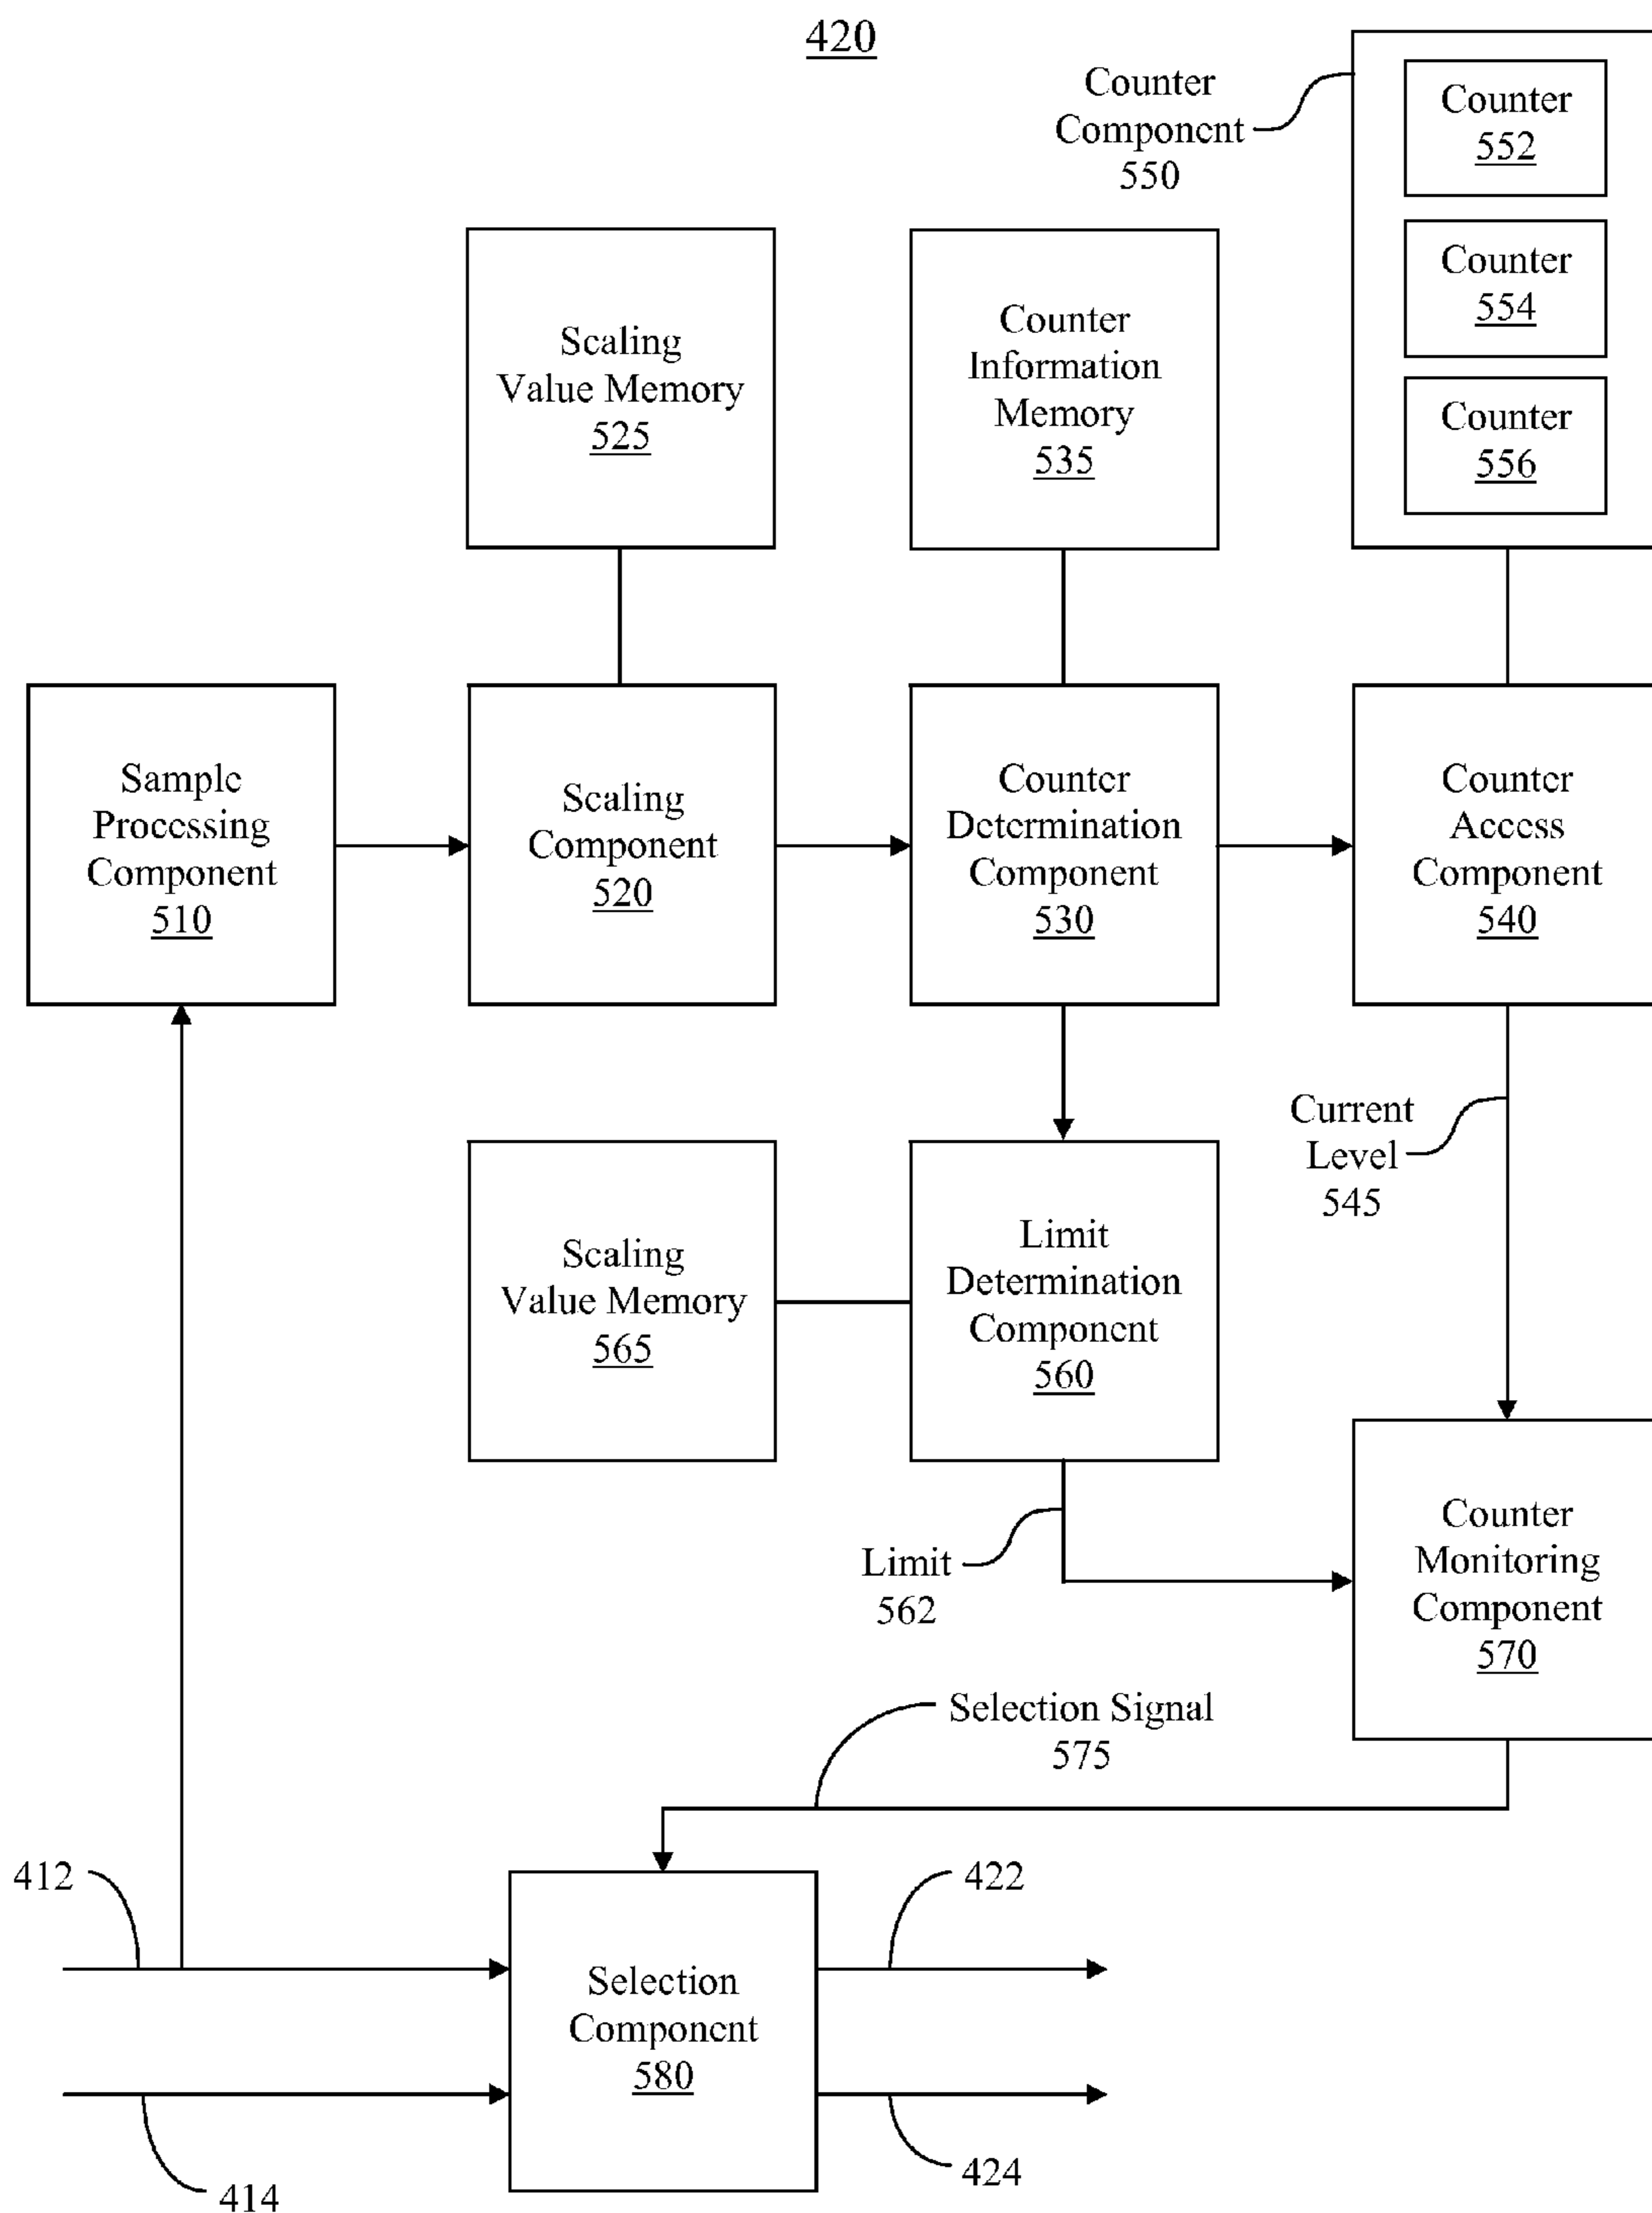 420
Counter
Component
550
Counter
552
Counter
554
Counter
556
Scaling
Value Memory
525
Counter
Information
Memory
535
Sample
Processing
Component
510
Scaling
Component
520
Counter
Determination
Component
530
Counter
Access
Component
540
Current
Level
545
Scaling
Value Memory
565
Limit
Determination
Component
560
Limit
562
Counter
Monitoring
Component
570
Selection Signal
575
412
422
Selection
Component
580
414
424